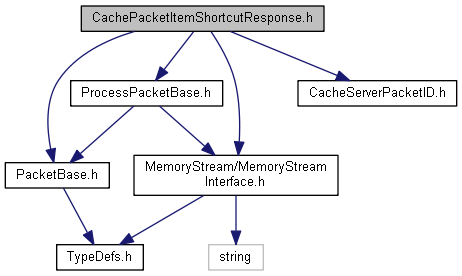 CachePacketItemShortcutResponse.h
ProcessPacketBase.h
CacheServerPacketID.h
PacketBase.h
MemoryStream/MemoryStream
Interface.h
TypeDefs.h
string